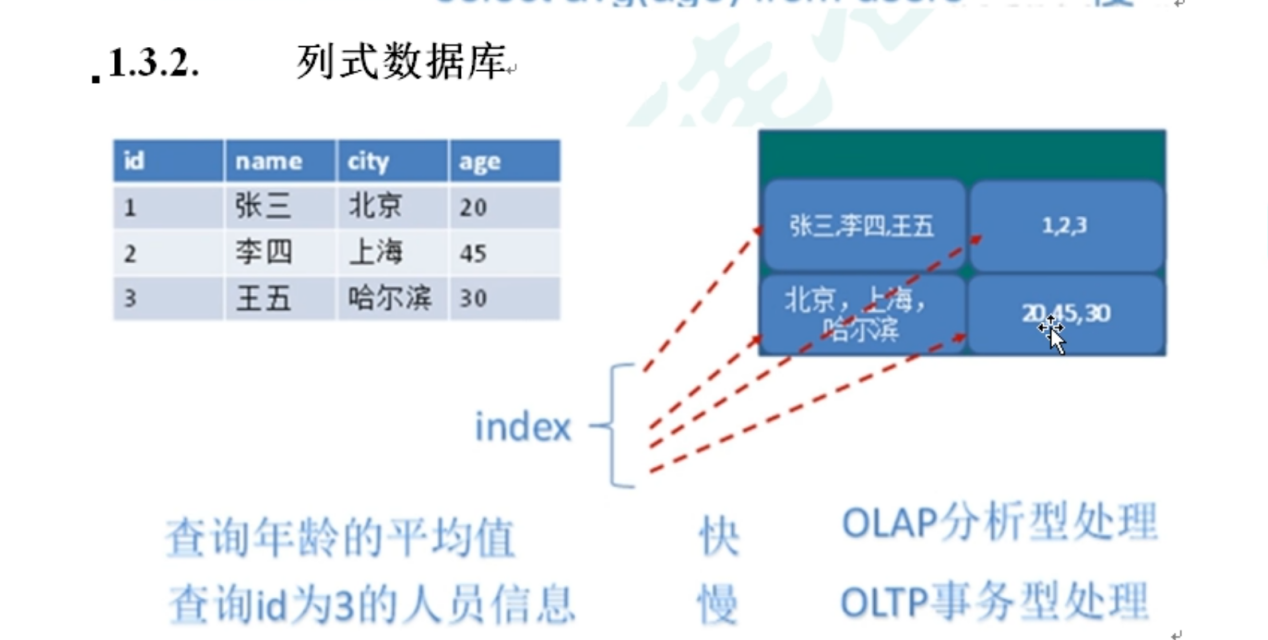 1.3.2. 列式数据库
id name city age
1 张三 北京 20
2 李四 上海 45
3 王五 哈尔滨 30
张三,李四,王五 1,2,3
北京，上海， 20,45,30
哈尔滨
index
查询年龄的平均值 快 OLAP分析型处理
查询id为3的人员信息 慢 OLTP事务型处理